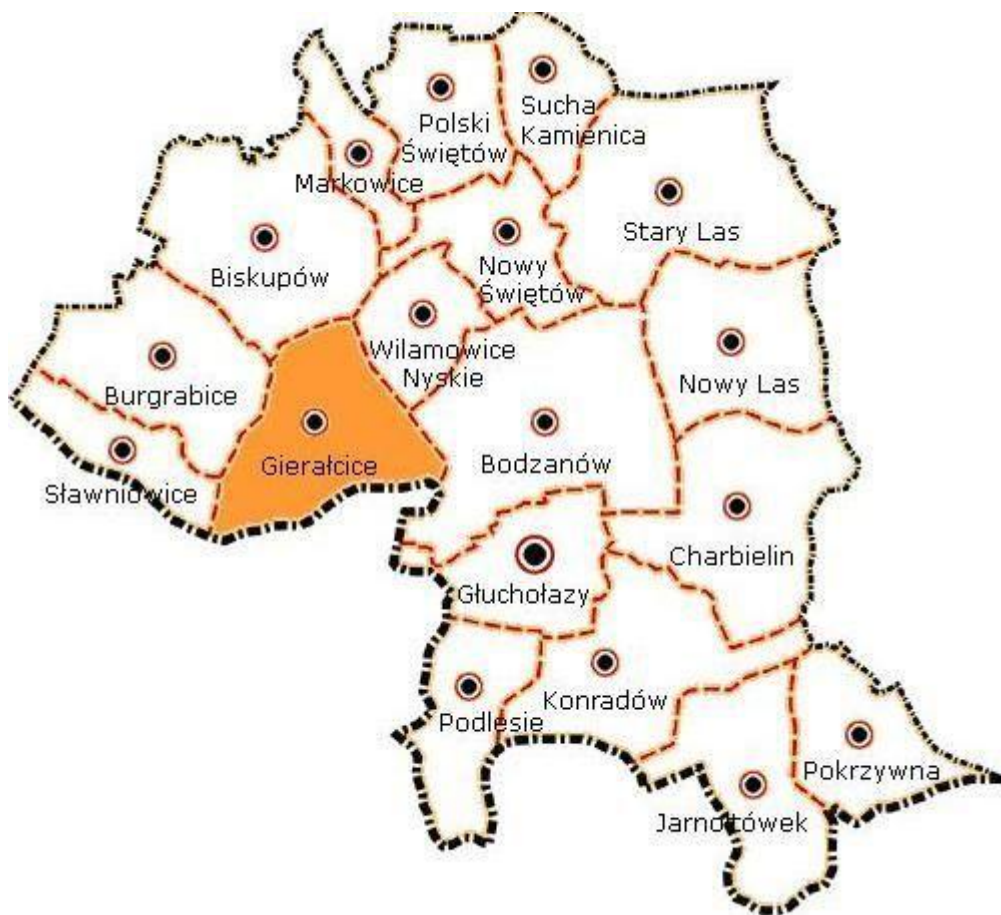 Sucha
Kamienica
Polski
Świętów
Markowice
Stary Las
Biskupów
Nowy
Świętów
Wilamowice
Nyskie
Burgrabice
Nowy Las
Gierałcice
Bodzanów
Sławniowice
Charbielin
Głuchołazy
Konradów
Podlesie
Pokrzywna
Jarnołtówek